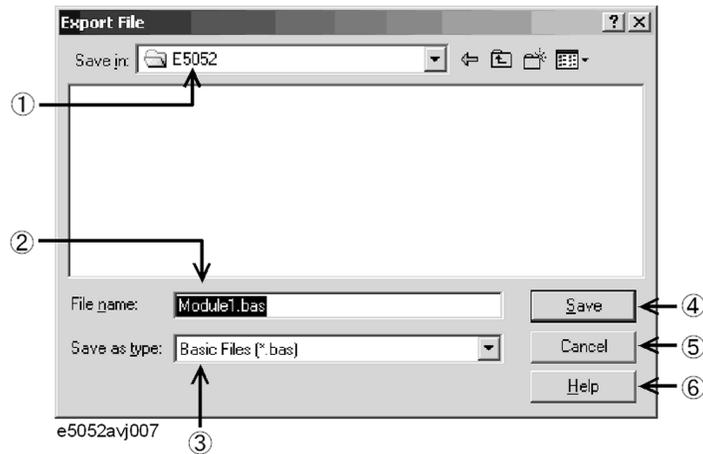 Export File
Save in: E5052
①
②
File name: Module1.bas
Save ④
Save as type: Basic Files (*.bas)
Cancel ⑤
Help ⑥
③
e5052avj007